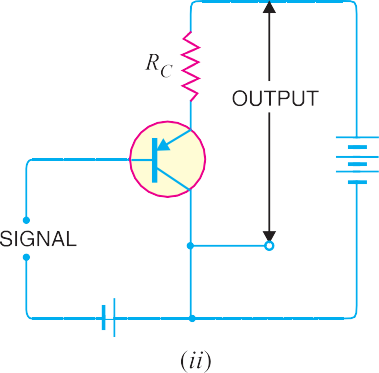 R_C
OUTPUT
SIGNAL
(ii)